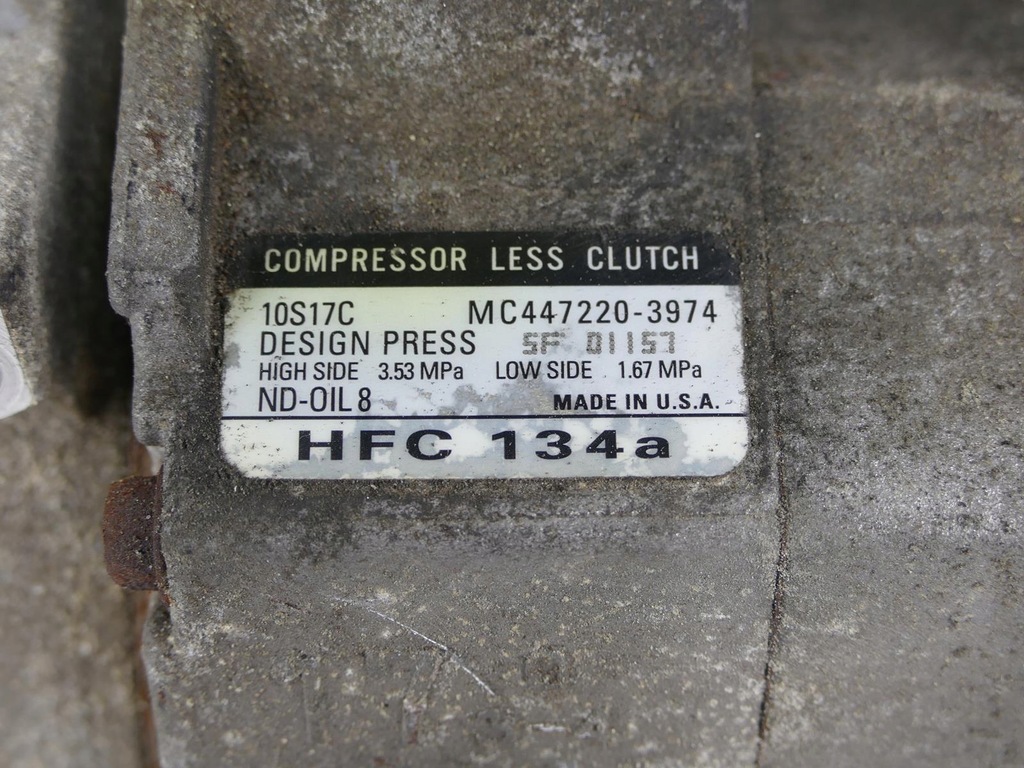 COMPRESSOR LESS CLUTCH
10S17C MC447220-3974
DESIGN PRESS SF 01157
HIGH SIDE 3.53 MPa LOW SIDE 1.67 MPa
ND-OIL 8 MADE IN U.S.A.
HFC 134a